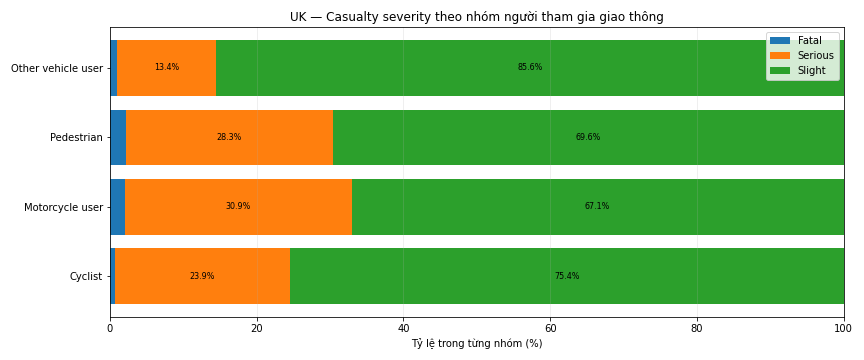 UK — Casualty severity theo nhóm người tham gia giao thông
Fatal
Serious
Slight
Other vehicle user
13.4%
85.6%
Pedestrian
28.3%
69.6%
Motorcycle user
30.9%
67.1%
Cyclist
23.9%
75.4%
0
20
40
60
80
100
Tỷ lệ trong từng nhóm (%)